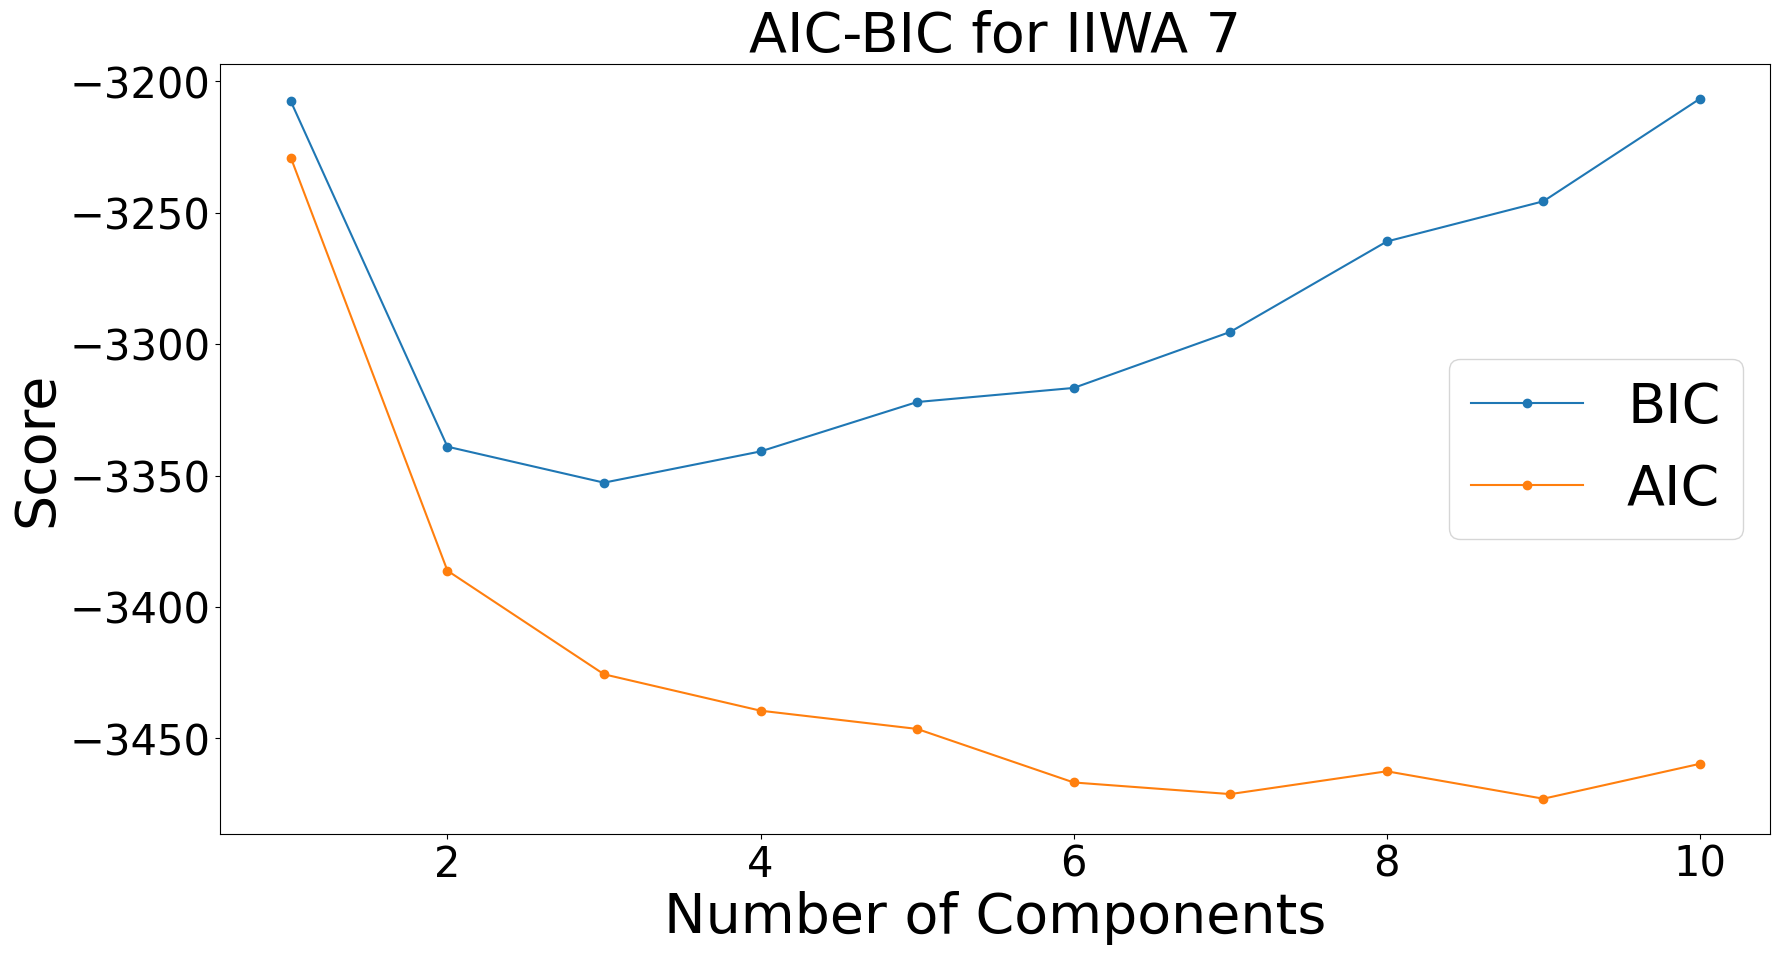 AIC-BIC for IIWA 7
−3200
−3250
−3300
−3350
−3400
−3450
Score
BIC
AIC
2 4 6 8 10
Number of Components